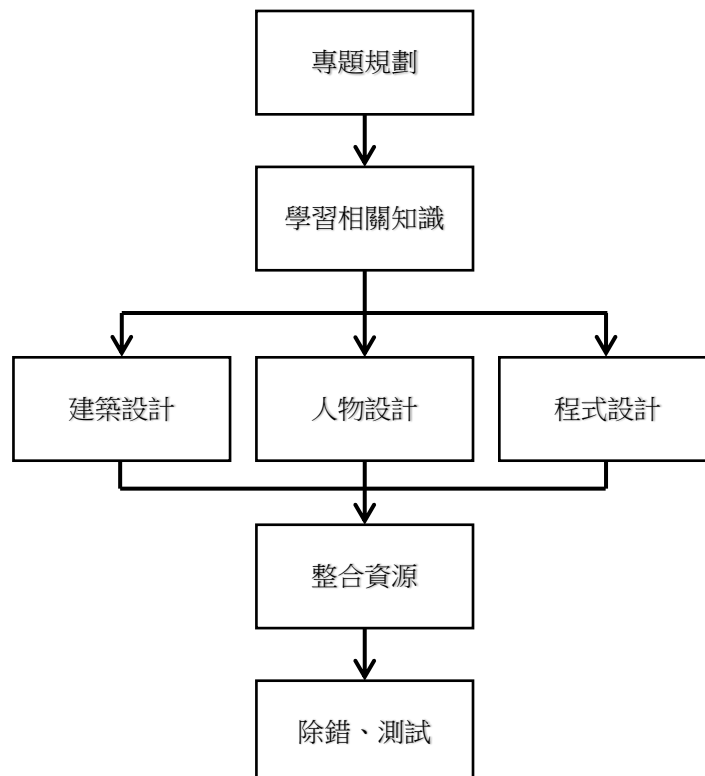 專題規劃
學習相關知識
建築設計
人物設計
程式設計
整合資源
除錯、測試